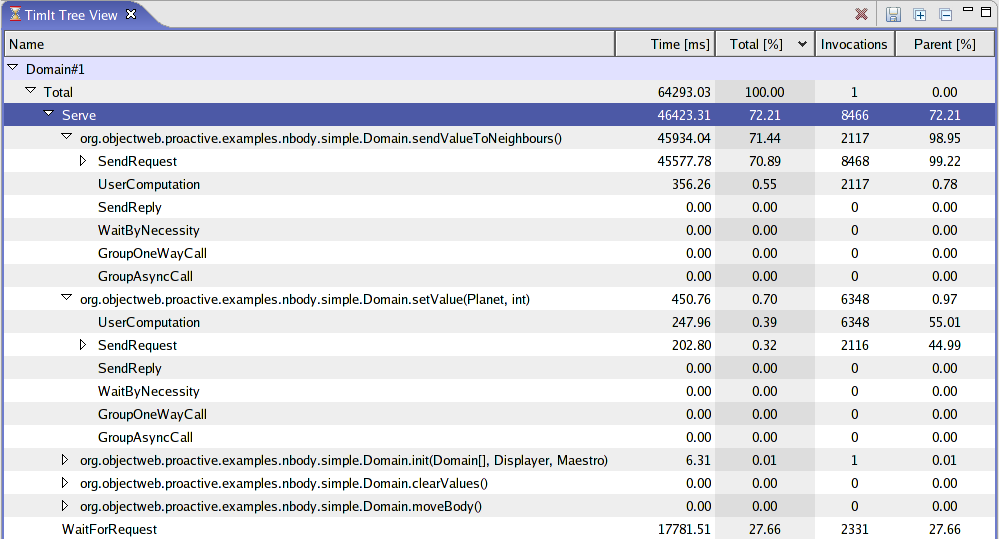 TimIt Tree View
Name Time [ms] Total [%] Invocations Parent [%]
Domain#1
Total 64293.03 100.00 1 0.00
Serve 46423.31 72.21 8466 72.21
org.objectweb.proactive.examples.nbody.simple.Domain.sendValueToNeighbours() 45934.04 71.44 2117 98.95
SendRequest 45577.78 70.89 8468 99.22
UserComputation 356.26 0.55 2117 0.78
SendReply 0.00 0.00 0 0.00
WaitByNecessity 0.00 0.00 0 0.00
GroupOneWayCall 0.00 0.00 0 0.00
GroupAsyncCall 0.00 0.00 0 0.00
org.objectweb.proactive.examples.nbody.simple.Domain.setValue(Planet, int) 450.76 0.70 6348 0.97
UserComputation 247.96 0.39 6348 55.01
SendRequest 202.80 0.32 2116 44.99
SendReply 0.00 0.00 0 0.00
WaitByNecessity 0.00 0.00 0 0.00
GroupOneWayCall 0.00 0.00 0 0.00
GroupAsyncCall 0.00 0.00 0 0.00
org.objectweb.proactive.examples.nbody.simple.Domain.init(Domain[], Displayer, Maestro) 6.31 0.01 1 0.01
org.objectweb.proactive.examples.nbody.simple.Domain.clearValues() 0.00 0.00 0 0.00
org.objectweb.proactive.examples.nbody.simple.Domain.moveBody() 0.00 0.00 0 0.00
WaitForRequest 17781.51 27.66 2331 27.66